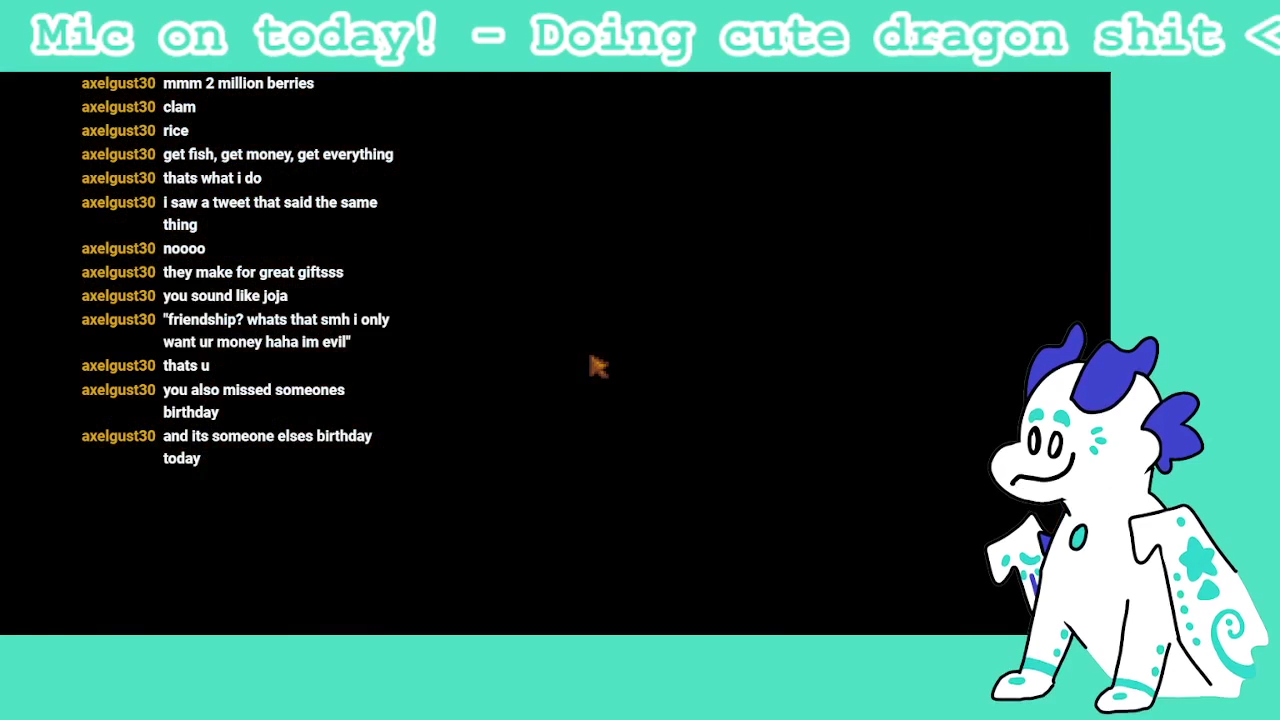 Mic on today! - Doing cute dragon shit <
axelgust30 mmm 2 million berries
axelgust30 clam
axelgust30 rice
axelgust30 get fish, get money, get everything
axelgust30 thats what i do
axelgust30 i saw a tweet that said the same
thing
axelgust30 noooo
axelgust30 they make for great giftsss
axelgust30 you sound like joja
axelgust30 "friendship? whats that smh i only
want ur money haha im evil"
axelgust30 thats u
axelgust30 you also missed someones
birthday
axelgust30 and its someone elses birthday
today